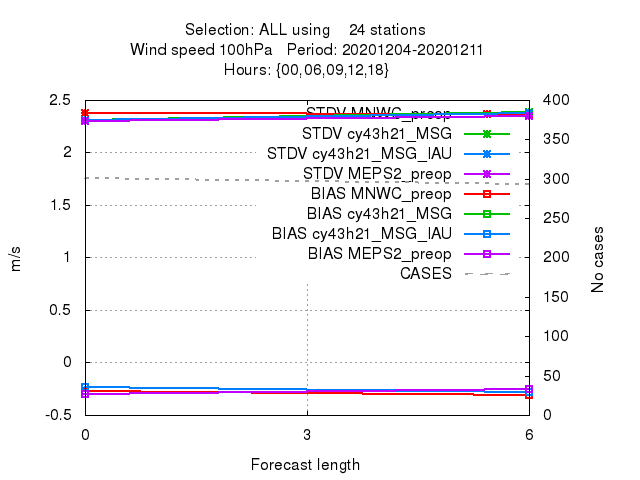 Selection: ALL using 24 stations
Wind speed 100hPa Period: 20201204-20201211
Hours: {00,06,09,12,18}
2.5
2
1.5
1
0.5
0
-0.5
400
350
300
250
200
150
100
50
0
m/s
No cases
STDV MNWC_preop
STDV cy43h21_MSG
STDV cy43h21_MSG_IAU
STDV MEPS2_preop
BIAS MNWC_preop
BIAS cy43h21_MSG
BIAS cy43h21_MSG_IAU
BIAS MEPS2_preop
CASES
0 3 6
Forecast length